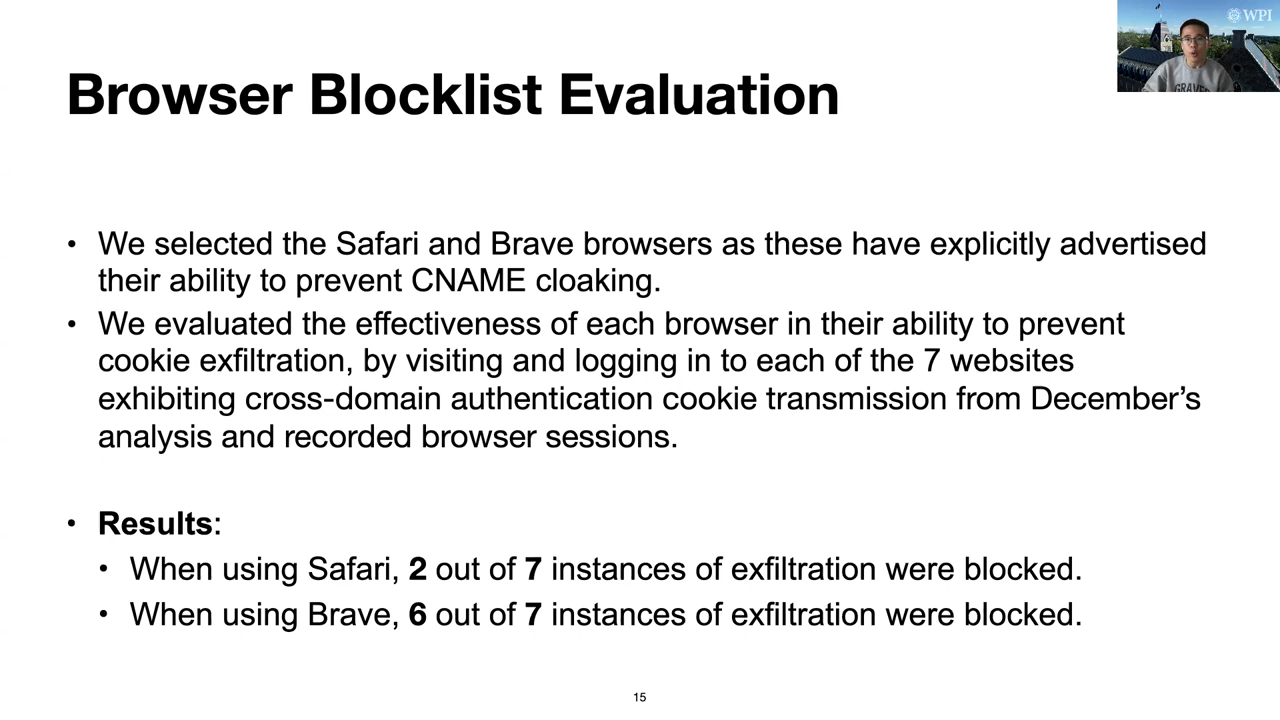 WPI
Browser Blocklist Evaluation
• We selected the Safari and Brave browsers as these have explicitly advertised
their ability to prevent CNAME cloaking.
• We evaluated the effectiveness of each browser in their ability to prevent
cookie exfiltration, by visiting and logging in to each of the 7 websites
exhibiting cross-domain authentication cookie transmission from December’s
analysis and recorded browser sessions.
• Results:
• When using Safari, 2 out of 7 instances of exfiltration were blocked.
• When using Brave, 6 out of 7 instances of exfiltration were blocked.
15